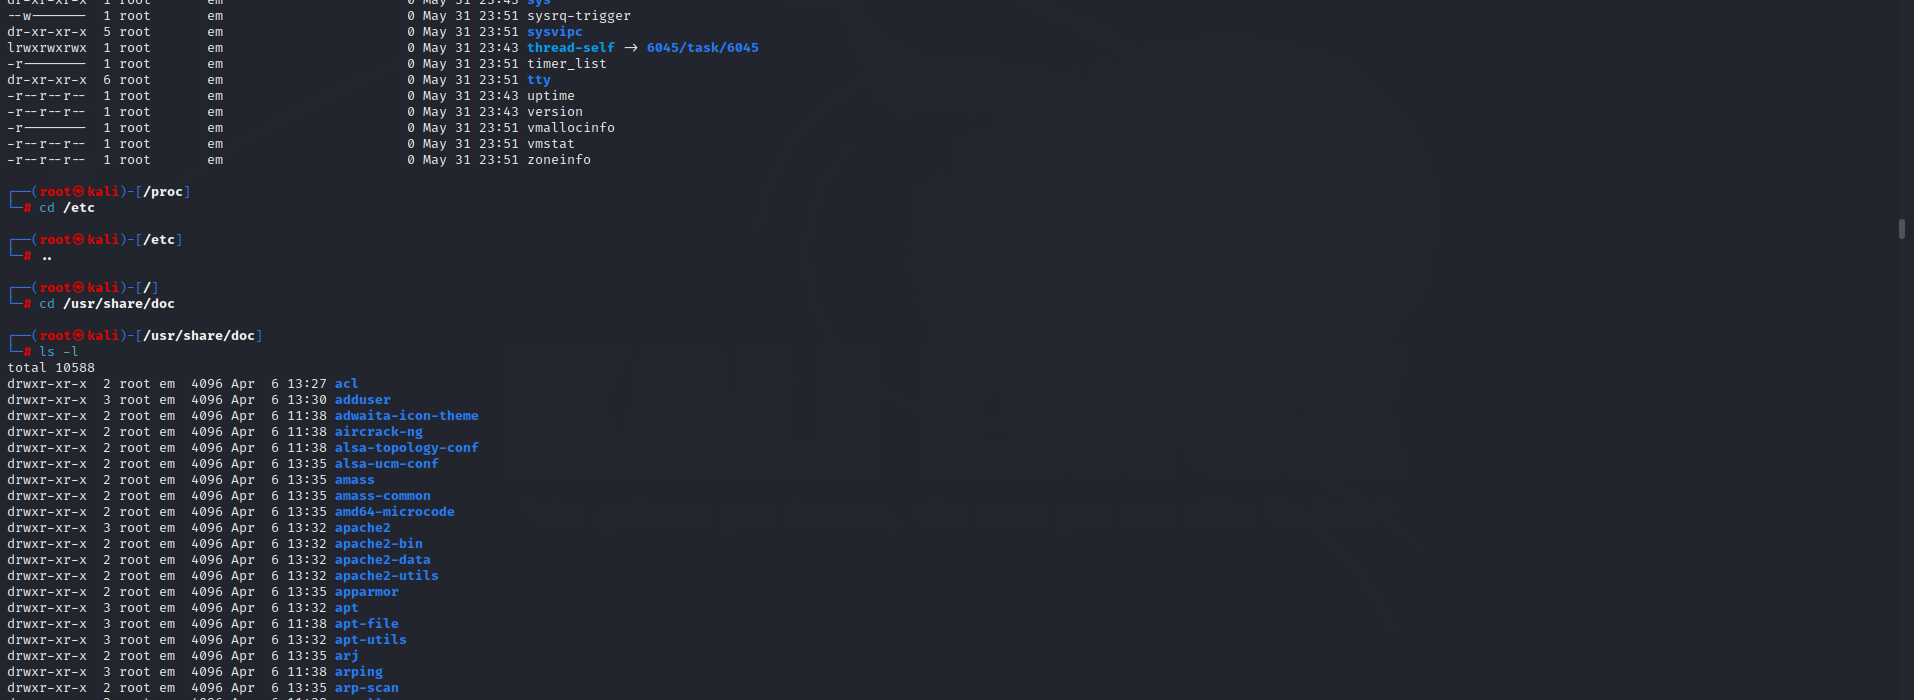 dr-xr-xr-x  1 root       em                       0 May 31 23:43 sys
--w-------  1 root       em                       0 May 31 23:51 sysrq-trigger
dr-xr-xr-x  5 root       em                       0 May 31 23:51 sysvipc
lrwxrwxrwx  1 root       em                       0 May 31 23:43 thread-self -> 6045/task/6045
-r--------  1 root       em                       0 May 31 23:51 timer_list
dr-xr-xr-x  6 root       em                       0 May 31 23:51 tty
-r--r--r--  1 root       em                       0 May 31 23:43 uptime
-r--r--r--  1 root       em                       0 May 31 23:43 version
-r--------  1 root       em                       0 May 31 23:51 vmallocinfo
-r--r--r--  1 root       em                       0 May 31 23:51 vmstat
-r--r--r--  1 root       em                       0 May 31 23:51 zoneinfo
┌──(root㉿kali)-[/proc]
└─# cd /etc
┌──(root㉿kali)-[/etc]
└─# ..
┌──(root㉿kali)-[/]
└─# cd /usr/share/doc
┌──(root㉿kali)-[/usr/share/doc]
└─# ls -l
total 10588
drwxr-xr-x  2 root em  4096 Apr  6 13:27 acl
drwxr-xr-x  3 root em  4096 Apr  6 13:30 adduser
drwxr-xr-x  2 root em  4096 Apr  6 11:38 adwaita-icon-theme
drwxr-xr-x  2 root em  4096 Apr  6 11:38 aircrack-ng
drwxr-xr-x  2 root em  4096 Apr  6 11:38 alsa-topology-conf
drwxr-xr-x  2 root em  4096 Apr  6 13:35 alsa-ucm-conf
drwxr-xr-x  2 root em  4096 Apr  6 13:35 amass
drwxr-xr-x  2 root em  4096 Apr  6 13:35 amass-common
drwxr-xr-x  2 root em  4096 Apr  6 13:35 amd64-microcode
drwxr-xr-x  3 root em  4096 Apr  6 13:32 apache2
drwxr-xr-x  2 root em  4096 Apr  6 13:32 apache2-bin
drwxr-xr-x  2 root em  4096 Apr  6 13:32 apache2-data
drwxr-xr-x  2 root em  4096 Apr  6 13:32 apache2-utils
drwxr-xr-x  2 root em  4096 Apr  6 13:35 apparmor
drwxr-xr-x  3 root em  4096 Apr  6 13:32 apt
drwxr-xr-x  3 root em  4096 Apr  6 11:38 apt-file
drwxr-xr-x  3 root em  4096 Apr  6 13:32 apt-utils
drwxr-xr-x  2 root em  4096 Apr  6 13:35 arj
drwxr-xr-x  3 root em  4096 Apr  6 11:38 arping
drwxr-xr-x  2 root em  4096 Apr  6 13:35 arp-scan